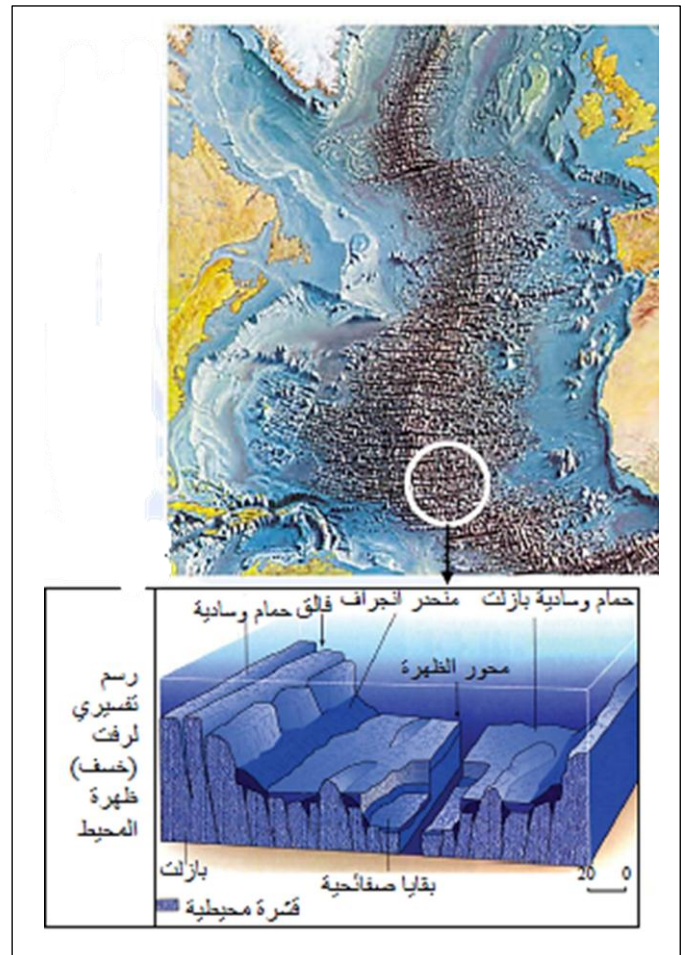 حمام وسادية بازلت
منحدر انجراف
فالق
حمام وسادية
محور الظهرة
رسم
تفسيري
لرفت
(خسف)
ظهرة
المحيط
بازلت
بقايا صفائحية
20 0
قشرة محيطية